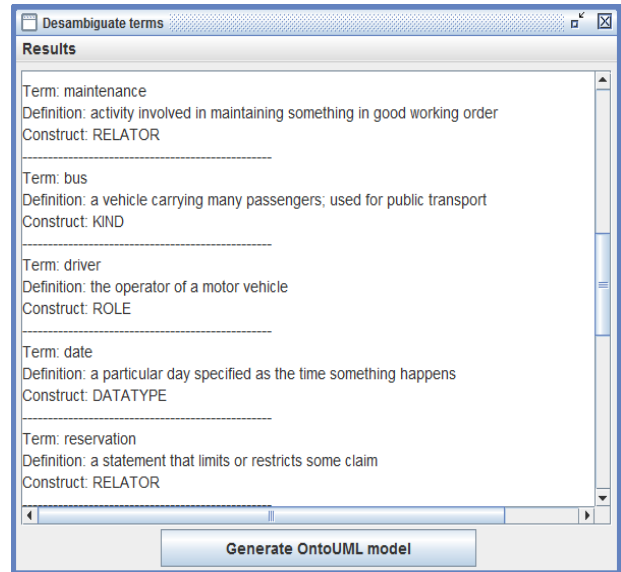 Desambiguate terms
Results
Term: maintenance
Definition: activity involved in maintaining something in good working order
Construct: RELATOR
------------------------------------------------
Term: bus
Definition: a vehicle carrying many passengers; used for public transport
Construct: KIND
------------------------------------------------
Term: driver
Definition: the operator of a motor vehicle
Construct: ROLE
------------------------------------------------
Term: date
Definition: a particular day specified as the time something happens
Construct: DATATYPE
------------------------------------------------
Term: reservation
Definition: a statement that limits or restricts some claim
Construct: RELATOR
------------------------------------------------
Generate OntoUML model